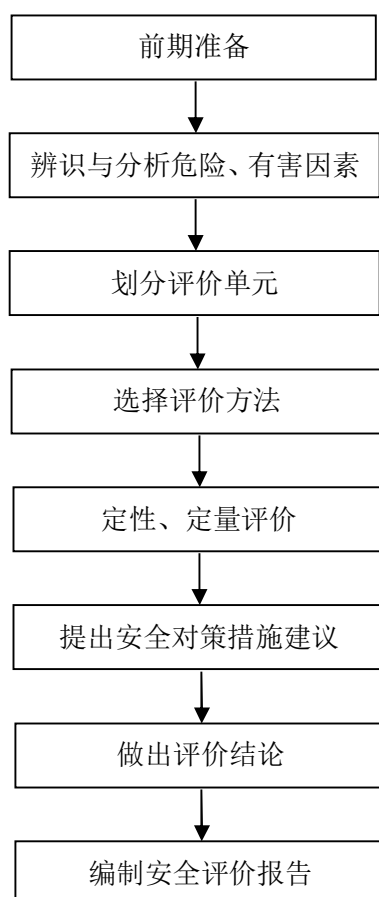 前期准备
辨识与分析危险、有害因素
划分评价单元
选择评价方法
定性、定量评价
提出安全对策措施建议
做出评价结论
编制安全评价报告